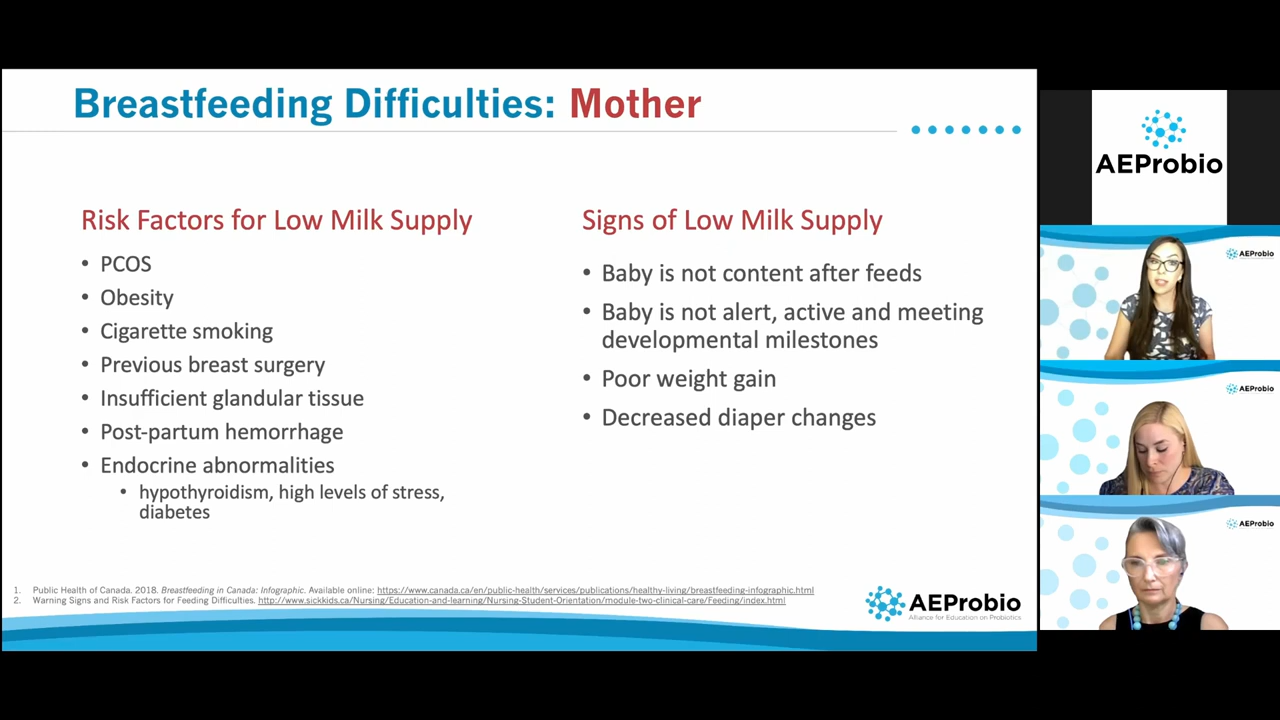 Breastfeeding Difficulties: Mother
Risk Factors for Low Milk Supply
• PCOS
• Obesity
• Cigarette smoking
• Previous breast surgery
• Insufficient glandular tissue
• Post-partum hemorrhage
• Endocrine abnormalities
• hypothyroidism, high levels of stress,
diabetes
Signs of Low Milk Supply
• Baby is not content after feeds
• Baby is not alert, active and meeting
developmental milestones
• Poor weight gain
• Decreased diaper changes
1. Public Health of Canada. 2018. Breastfeeding in Canada: Infographic. Available online: https://www.canada.ca/en/public-health/services/publications/healthy-living/breastfeeding-infographic.html
2. Warning Signs and Risk Factors for Feeding Difficulties. http://www.sickkids.ca/Nursing/Education-and-learning/Nursing-Student-Orientation/module-two-clinical-care/Feeding/index.html
AEProbio
Alliance for Education on Probiotics
AEProbio
AEProbio
AEProbio
AEProbio